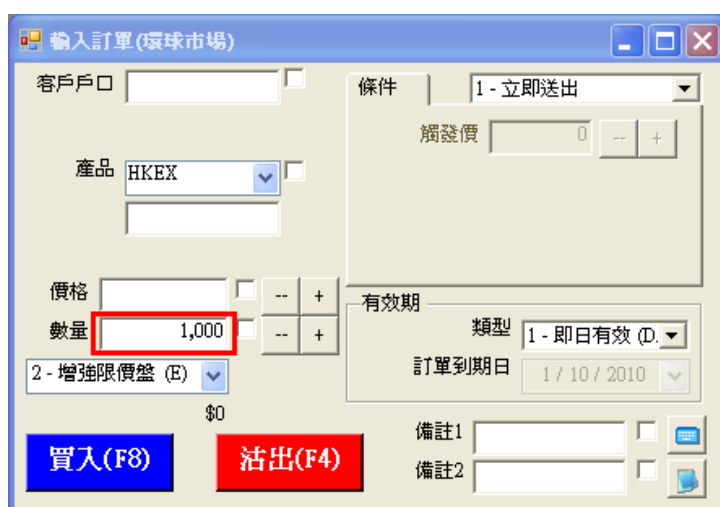 輸入訂單(環球市場)
客戶戶口
條件
1 - 立即送出
觸發價
0
--
+
產品
HKEX
價格
--
+
有效期
數量
1,000
--
+
類型
1 - 即日有效 (D.
2 - 增強限價盤 (E)
訂單到期日
1 / 10 / 2010
$0
買入(F8)
沽出(F4)
備註1
備註2